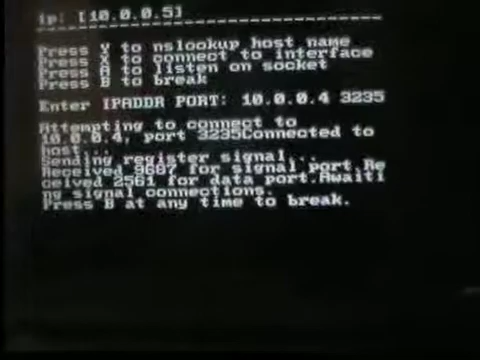 ip: [10.0.0.5]
Press Y to nslookup host name
Press X to connect to interface
Press A to listen on socket
Press B to break
Enter IPADDR PORT: 10.0.0.4 3235
Attempting to connect to
10.0.0.4, port 3235Connected to
host...
Sending register signal...
Received 9607 for signal port.Re
ceived 2561 for data port.Awaiti
ng signal connections.
Press B at any time to break.